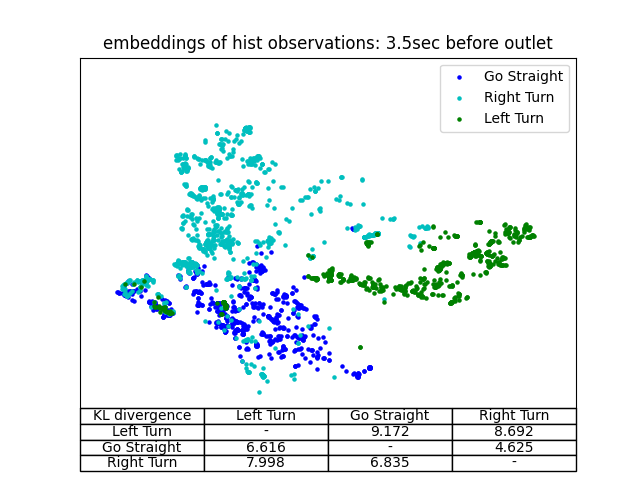 embeddings of hist observations: 3.5sec before outlet
Go Straight
Right Turn
Left Turn
KL divergence Left Turn Go Straight Right Turn
Left Turn - 9.172 8.692
Go Straight 6.616 - 4.625
Right Turn 7.998 6.835 -